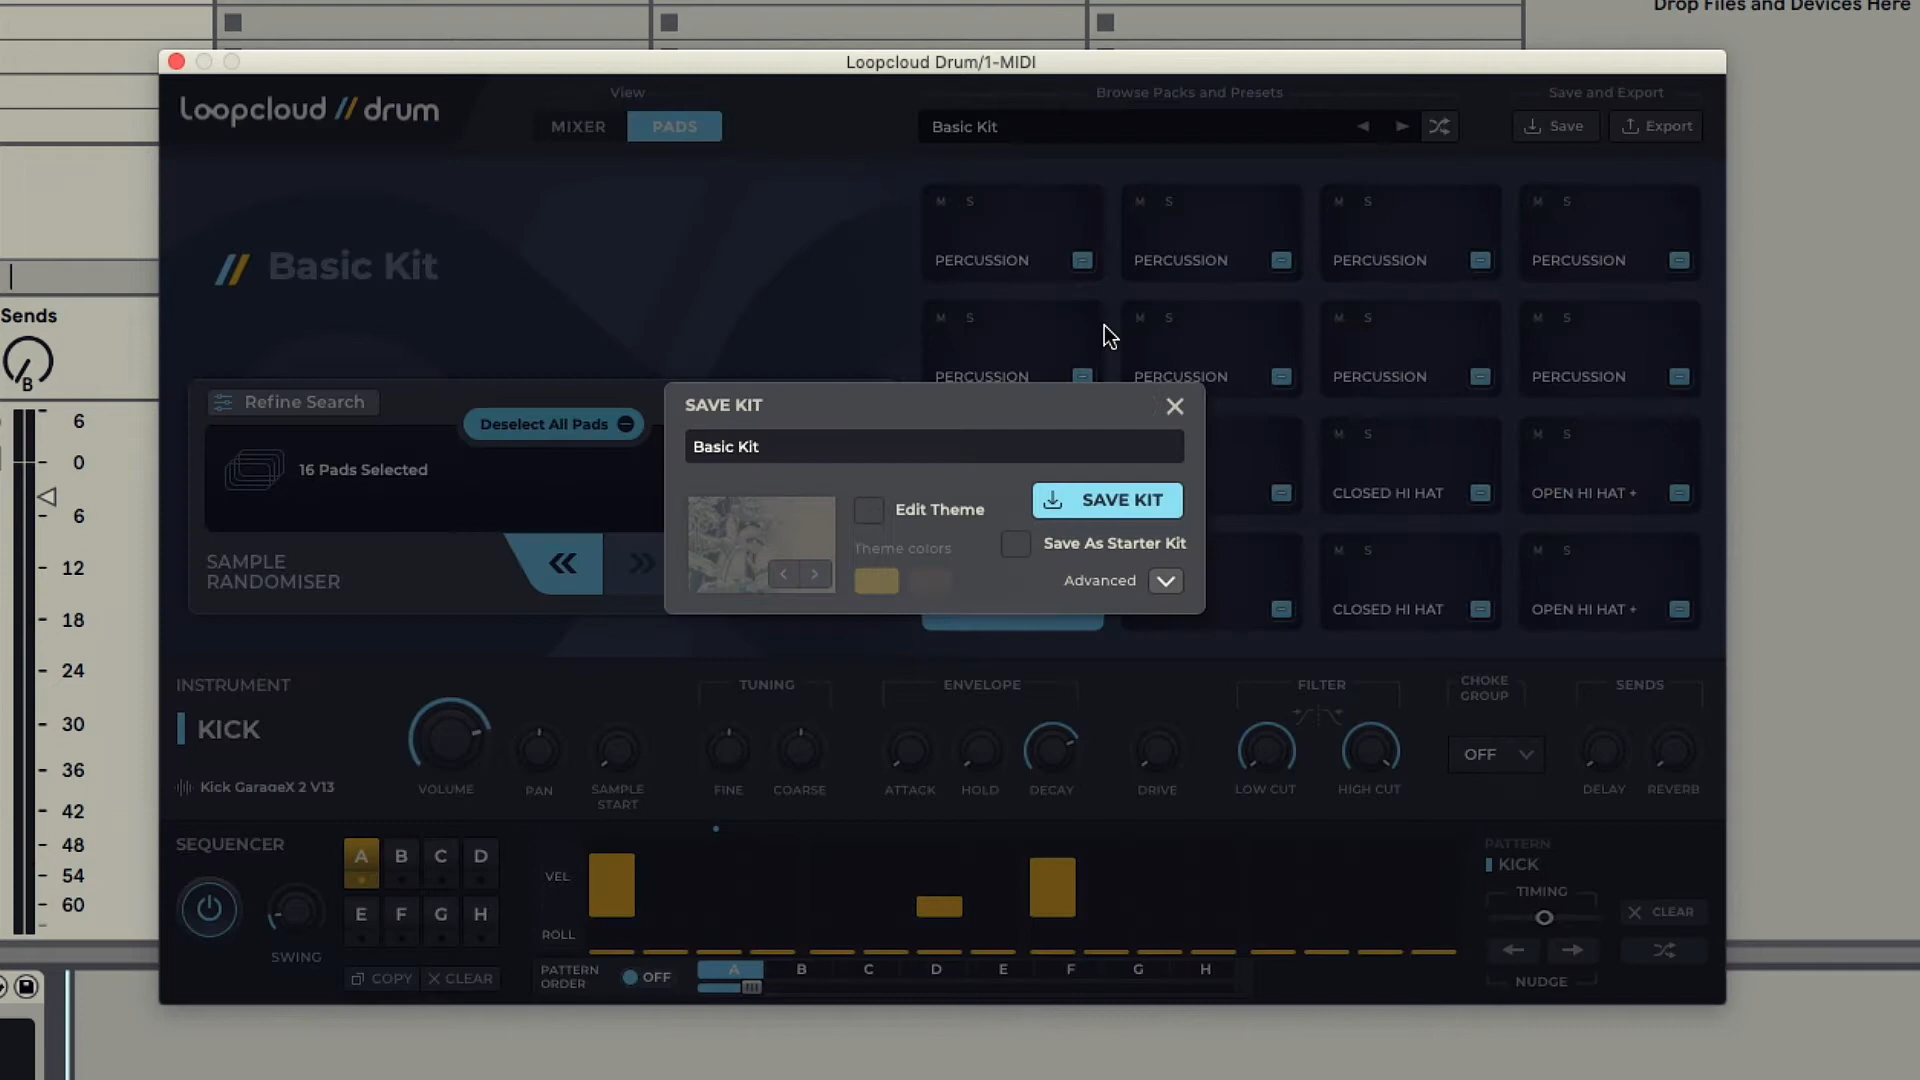 Drop Files and Devices Here
Loopcloud Drum/1-MIDI
Loopcloud // drum
View
MIXER PADS
Browse Packs and Presets
Basic Kit
Save and Export
Save Export
Basic Kit
M S M S M S M S
PERCUSSION PERCUSSION PERCUSSION PERCUSSION
M S M S M S M S
PERCUSSION PERCUSSION PERCUSSION PERCUSSION
Sends
B
Refine Search
Deselect All Pads
16 Pads Selected
SAMPLE
RANDOMISER
SAVE KIT
Basic Kit
Edit Theme
SAVE KIT
Theme colors
Save As Starter Kit
Advanced
M S M S
CLOSED HI HAT OPEN HI HAT +
M S M S
CLOSED HI HAT OPEN HI HAT +
6
0
6
12
18
24
30
36
42
48
54
60
INSTRUMENT
KICK
Kick GarageX 2 V13
VOLUME
PAN
SAMPLE
START
TUNING
FINE COARSE
ENVELOPE
ATTACK HOLD DECAY
DRIVE
FILTER
LOW CUT HIGH CUT
CHOKE
GROUP
OFF
SENDS
DELAY REVERB
SEQUENCER
SWING
A B C D
E F G H
COPY CLEAR
VEL
ROLL
PATTERN
ORDER
OFF
A B C D E F G H
PATTERN
KICK
TIMING
CLEAR
NUDGE